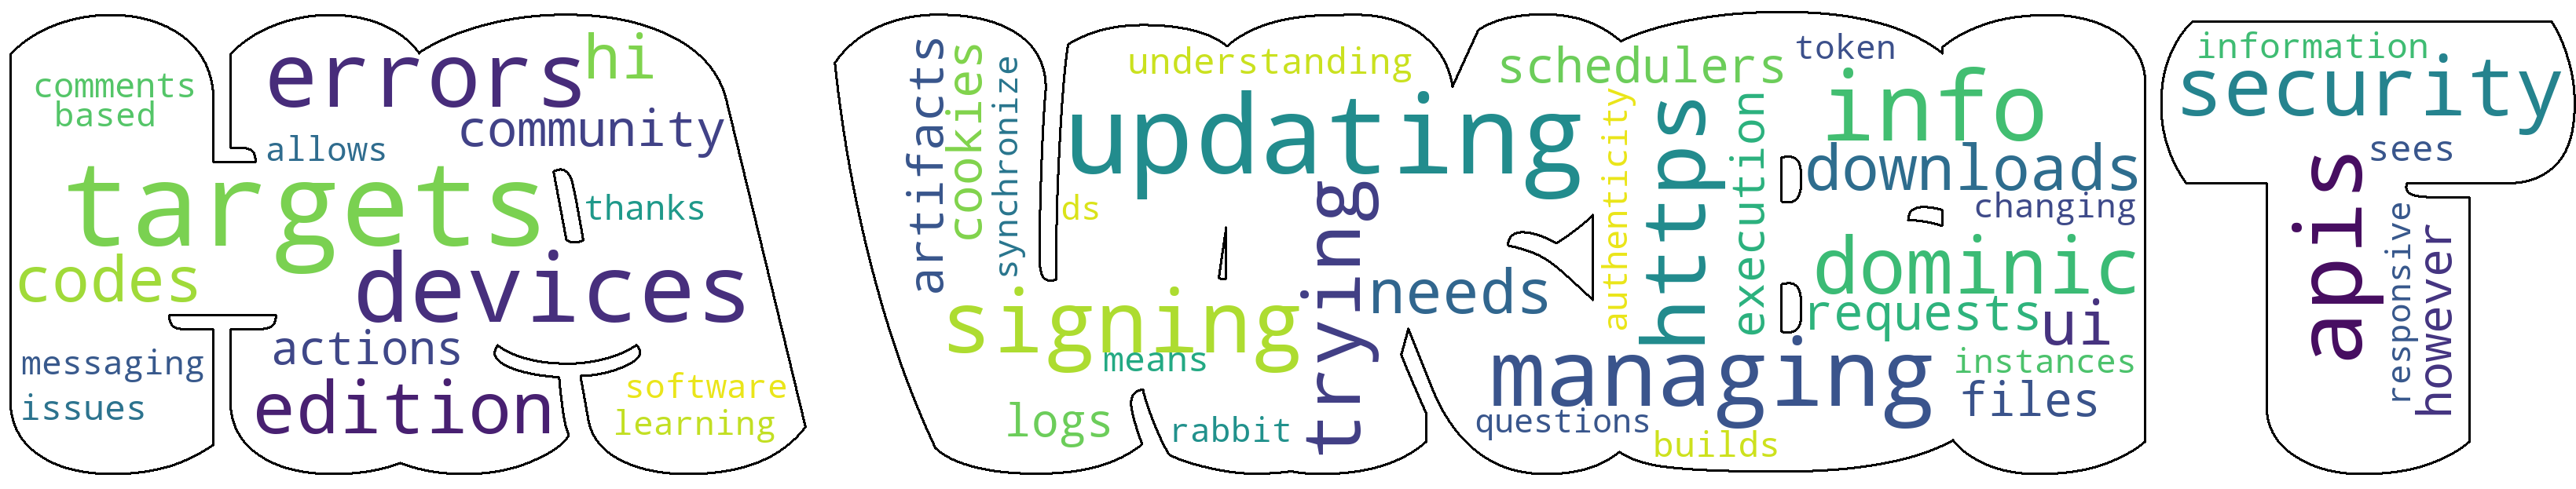 comments
based
errors
hi
community
allows
targets
thanks
codes
devices
messaging
issues
actions
edition
software
learning
artifacts
cookies
synchronize
understanding
updating
ds
signing
means
logs
rabbit
trying
needs
schedulers
authenticity
https
execution
token
info
downloads
changing
dominic
requests
ui
managing
instances
files
questions
builds
information
security
sees
apis
responsive
however